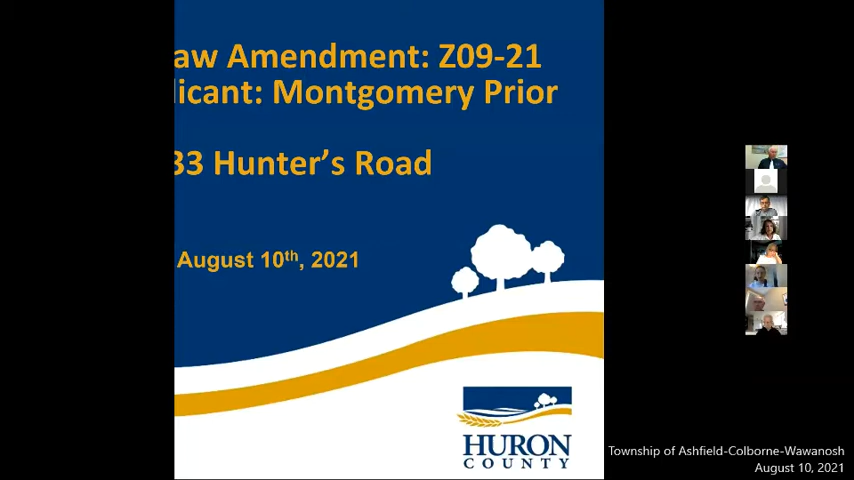 aw Amendment: Z09-21
licant: Montgomery Prior
33 Hunter's Road
August 10th, 2021
HURON
COUNTY
Township of Ashfield-Colborne-Wawanosh
August 10, 2021